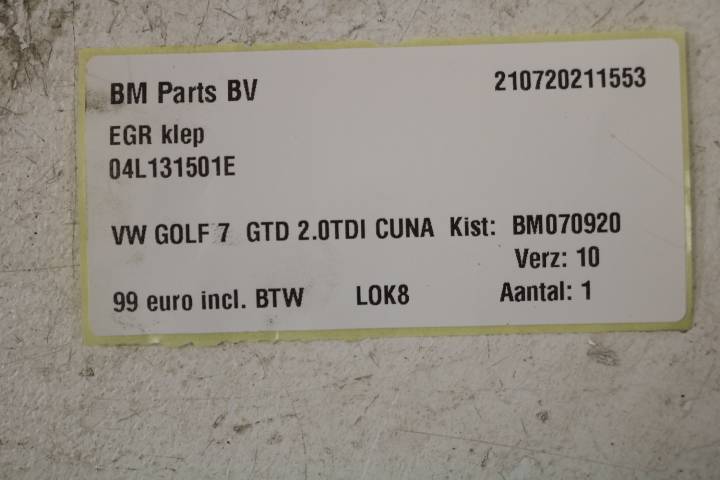 BM Parts BV 210720211553
EGR klep
04L131501E
VW GOLF 7 GTD 2.0TDI CUNA Kist: BM070920
Verz: 10
99 euro incl. BTW LOK8 Aantal: 1